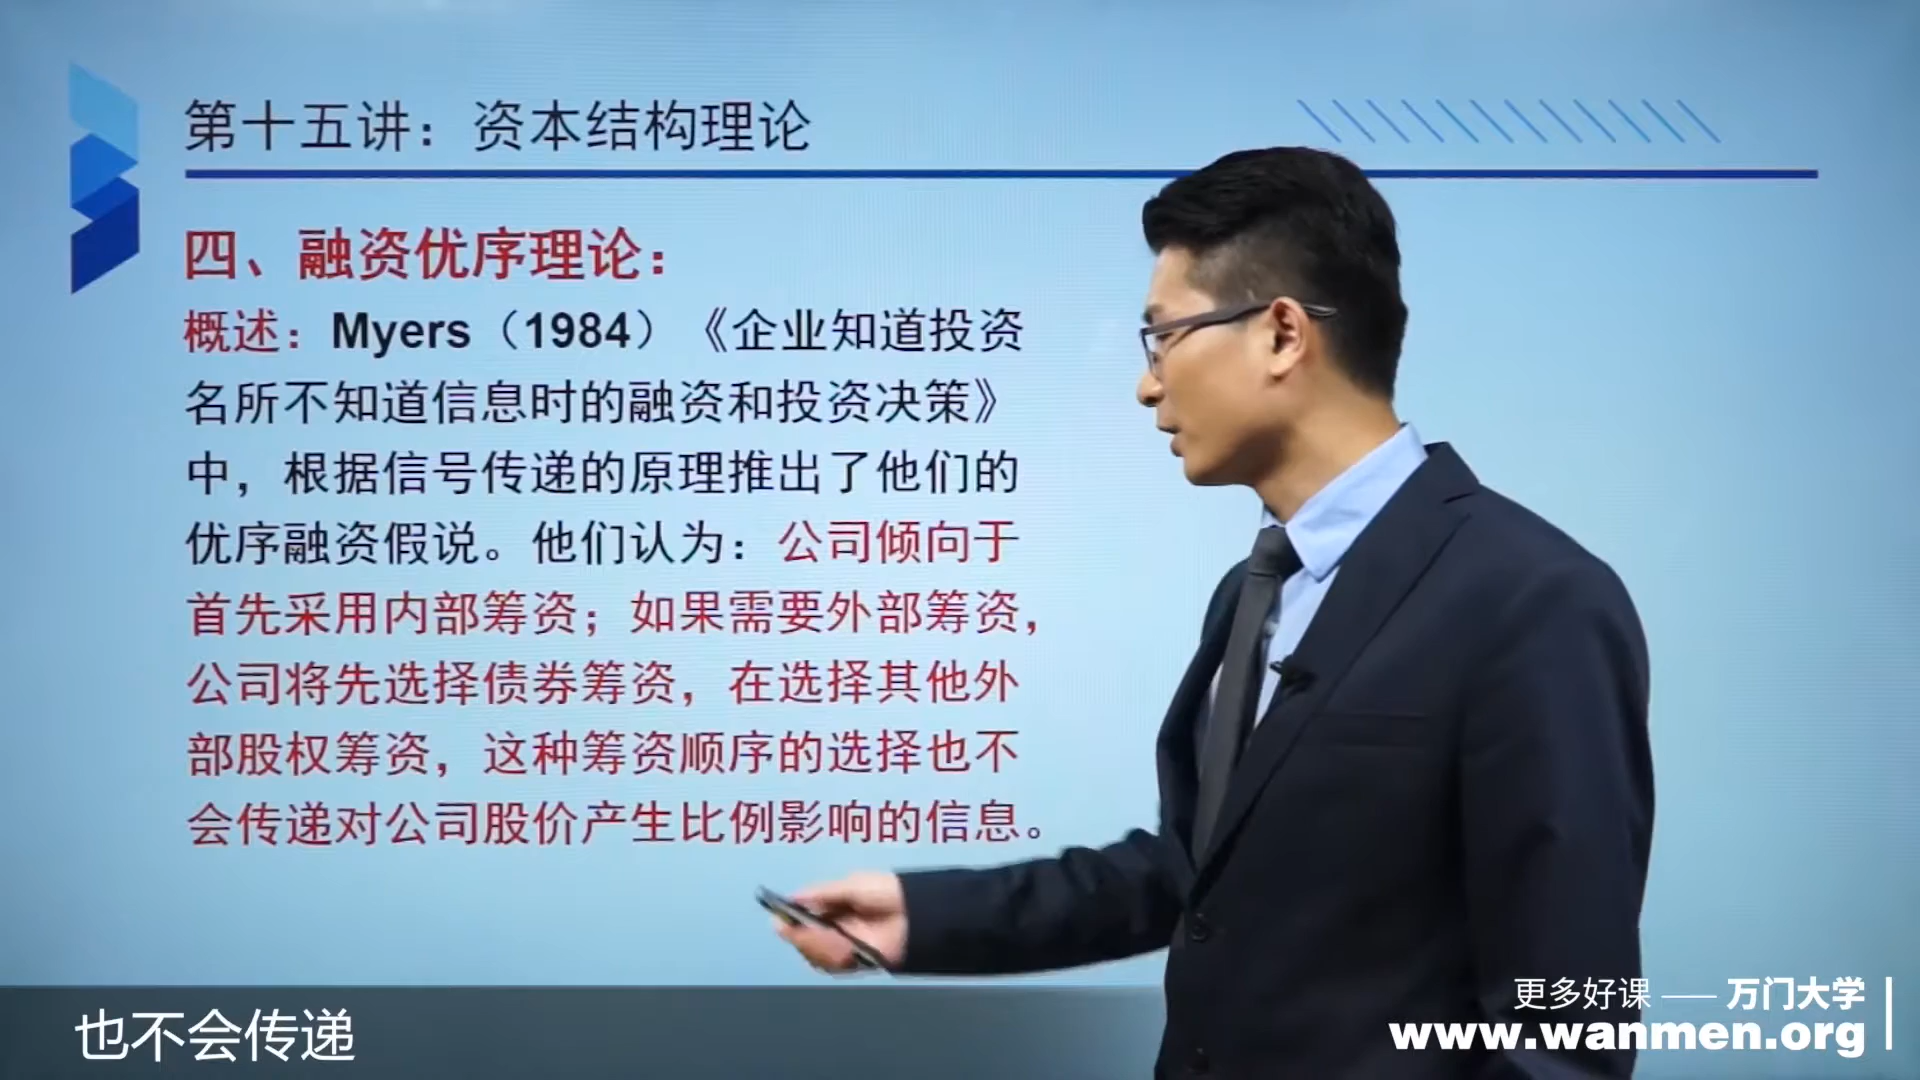 第十五讲：资本结构理论
四、融资优序理论：
概述：Myers（1984）《企业知道投资
名所不知道信息时的融资和投资决策》
中，根据信号传递的原理推出了他们的
优序融资假说。他们认为：公司倾向于
首先采用内部筹资；如果需要外部筹资，
公司将先选择债券筹资，在选择其他外
部股权筹资，这种筹资顺序的选择也不
会传递对公司股价产生比例影响的信息。
也不会传递
更多好课 —— 万门大学
www.wanmen.org